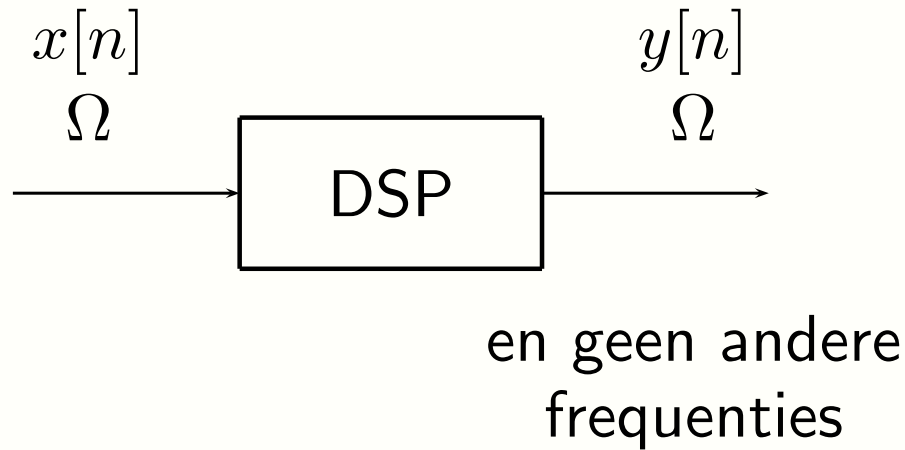 x[n]
Ω
y[n]
Ω
DSP
en geen andere
frequenties